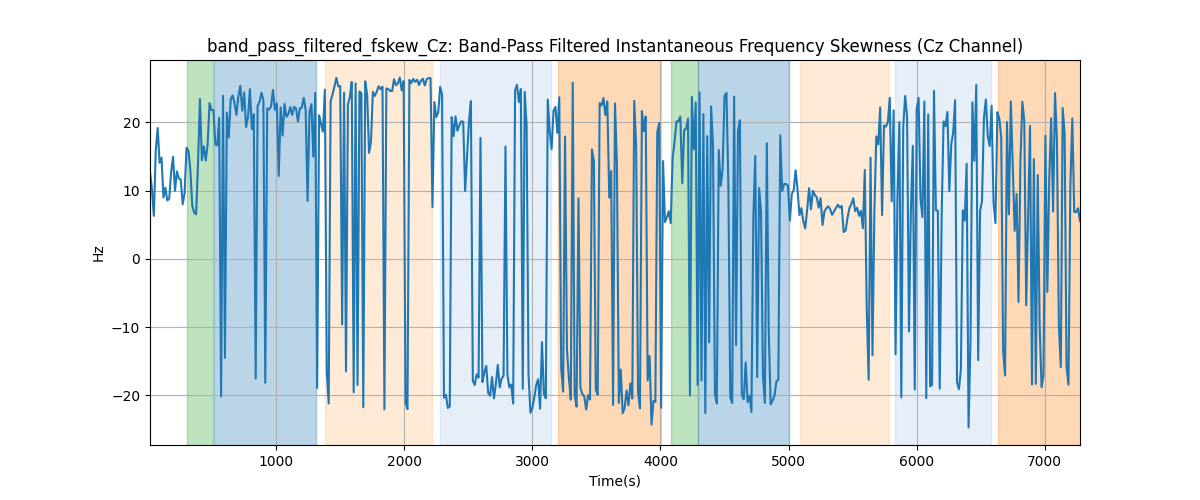 band_pass_filtered_fskew_Cz: Band-Pass Filtered Instantaneous Frequency Skewness (Cz Channel)
20
10
0
−10
−20
Hz
1000 2000 3000 4000 5000 6000 7000
Time(s)